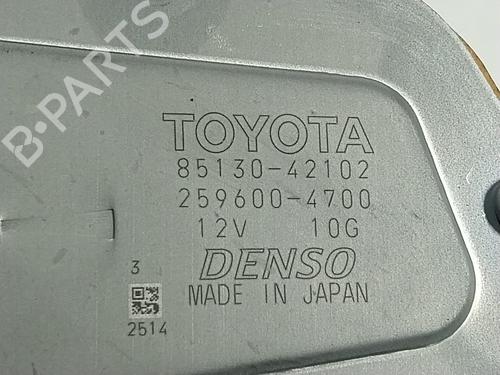 B-PARTS
TOYOTA
85130-42102
259600-4700
12V 10G
DENSO
MADE IN JAPAN
3
2514